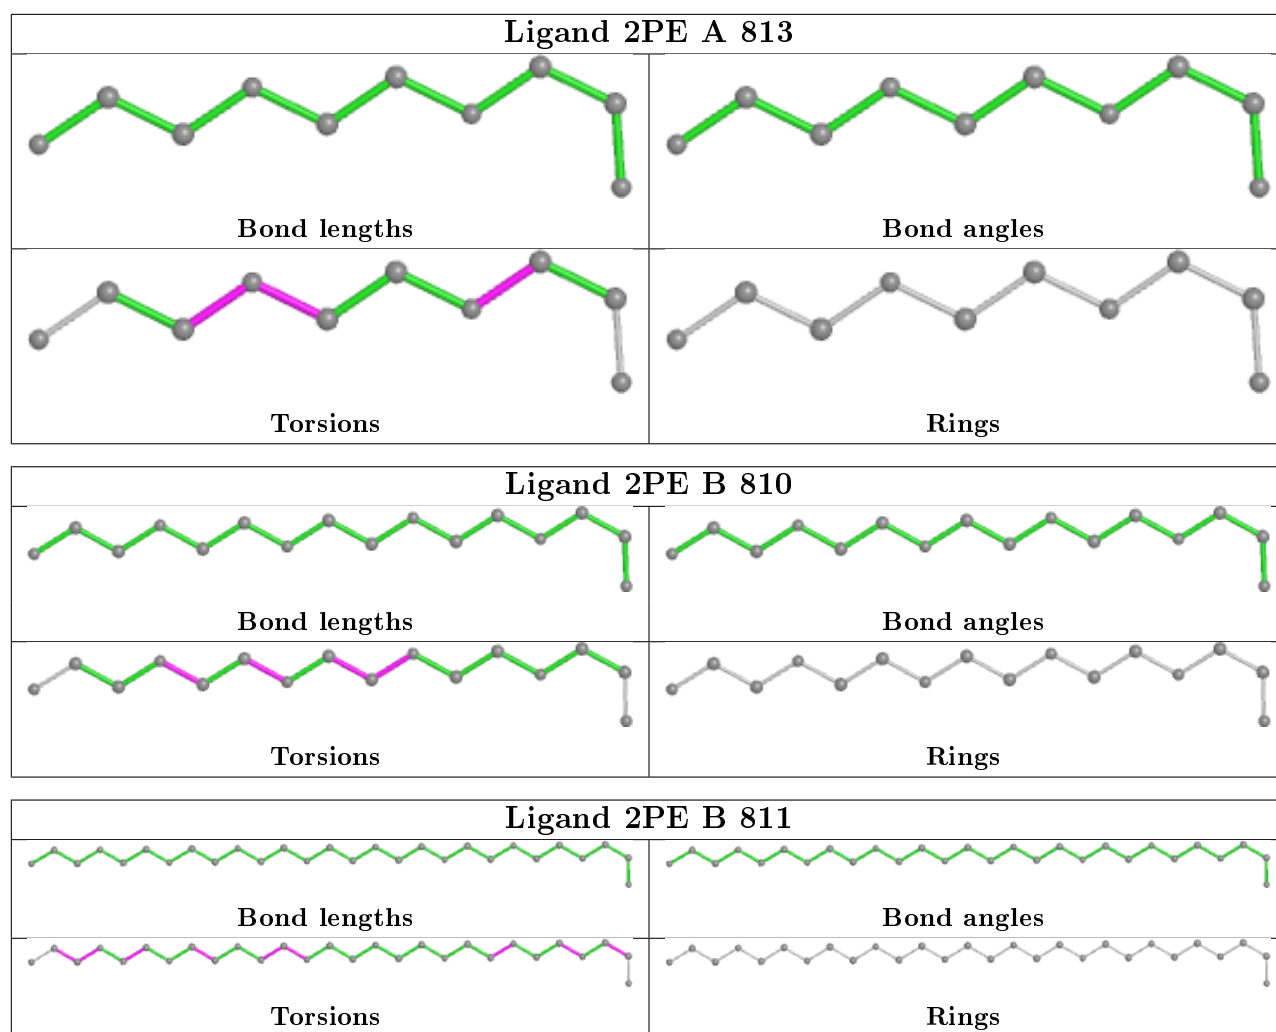 Ligand 2PE A 813
Bond lengths
Bond angles
Torsions
Rings
Ligand 2PE B 810
Bond lengths
Bond angles
Torsions
Rings
Ligand 2PE B 811
Bond lengths
Bond angles
Torsions
Rings